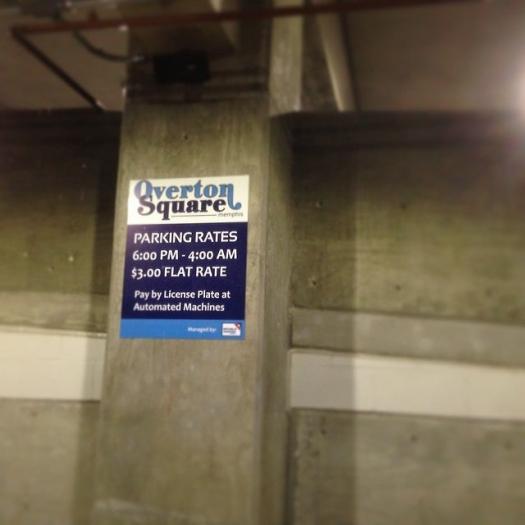 Overton
Square
memphis
PARKING RATES
6:00 PM - 4:00 AM
$3.00 FLAT RATE
Pay by License Plate at
Automated Machines
Managed by: